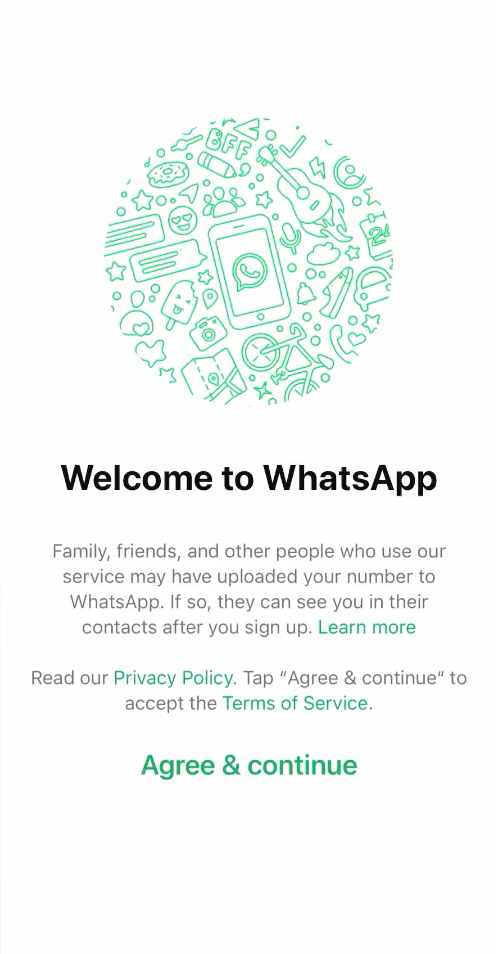 BFF
Welcome to WhatsApp
Family, friends, and other people who use our
service may have uploaded your number to
WhatsApp. If so, they can see you in their
contacts after you sign up. Learn more
Read our Privacy Policy. Tap “Agree & continue“ to
accept the Terms of Service.
Agree & continue